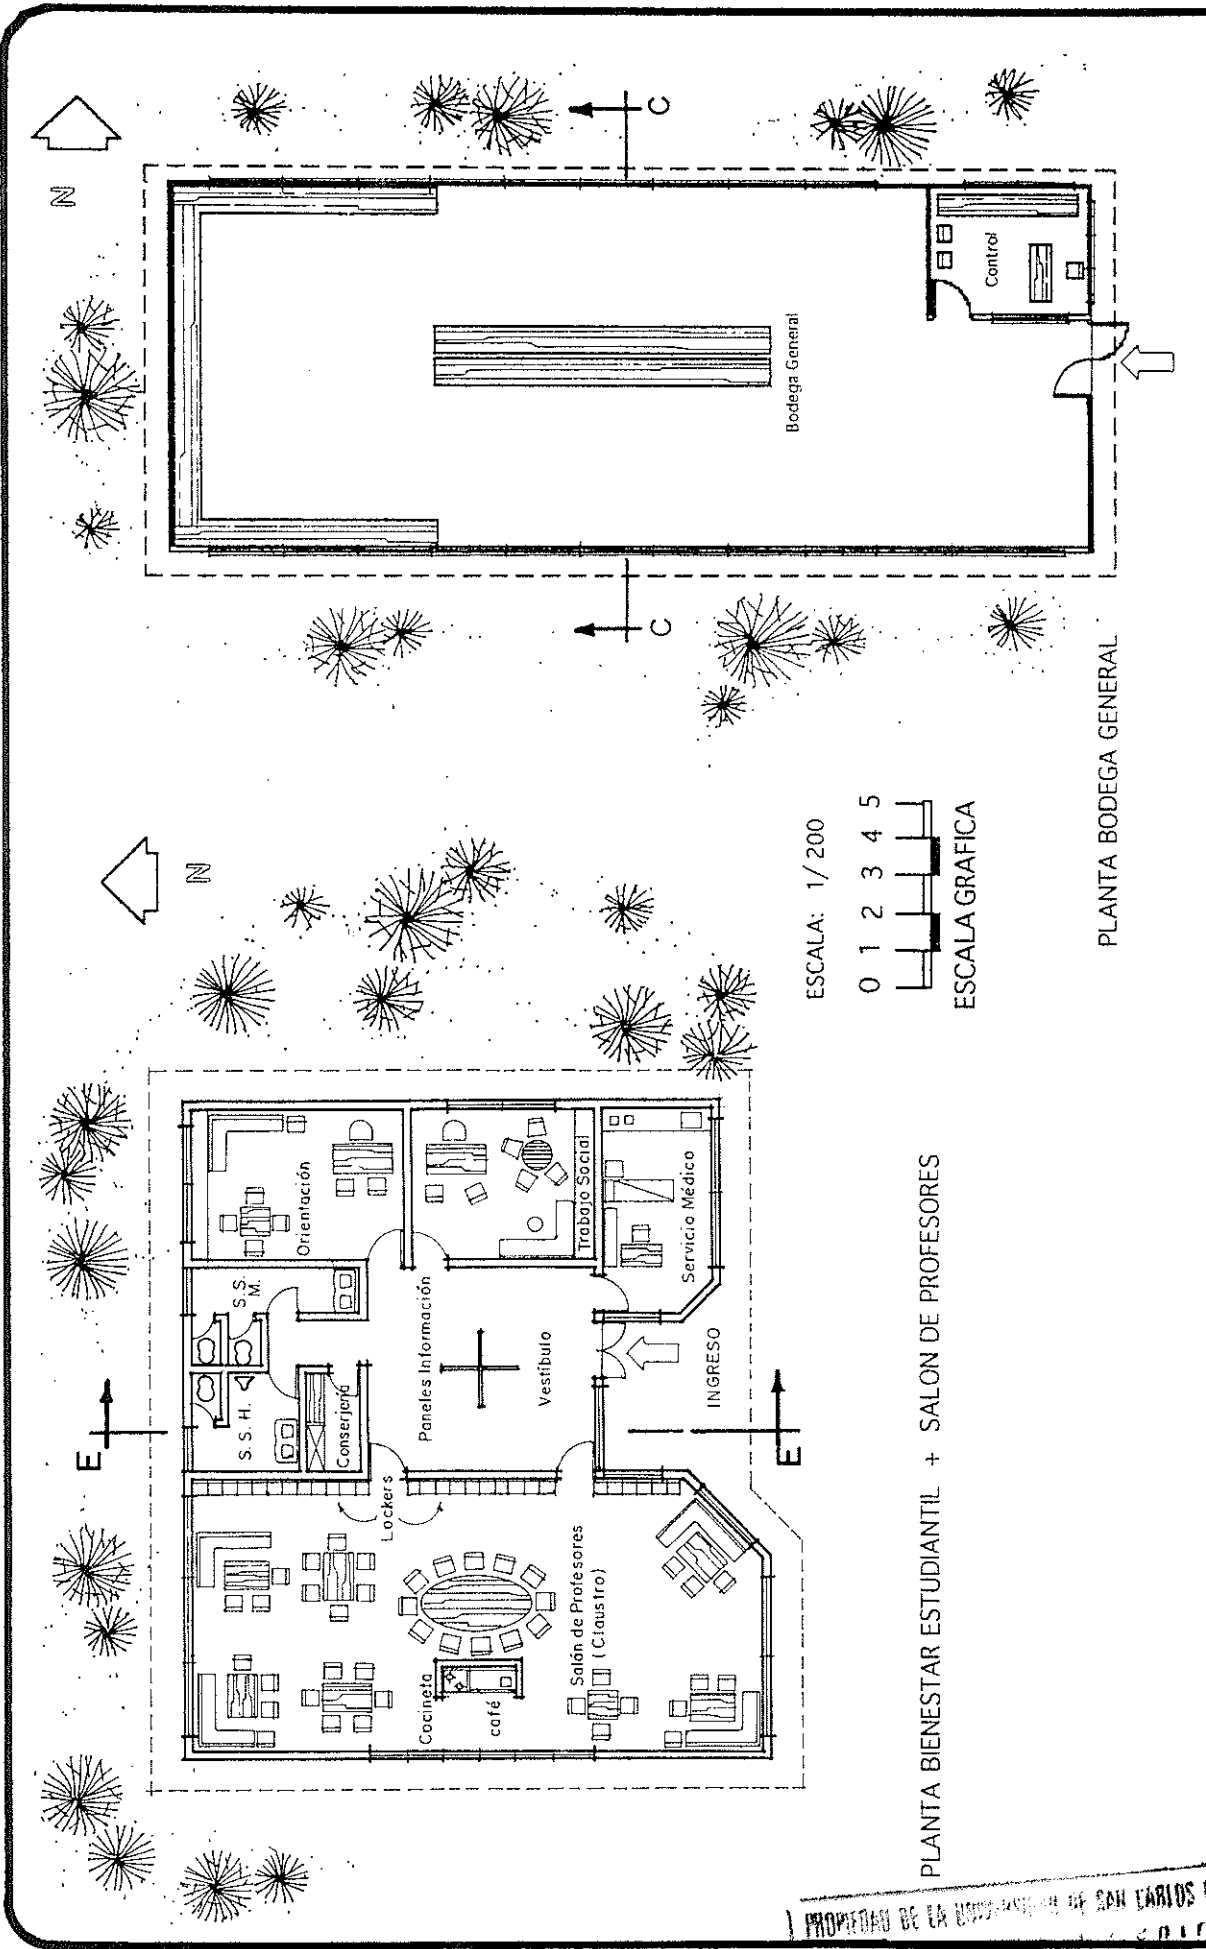 N
N
C
C
Control
Bodega General
PLANTA BODEGA GENERAL
ESCALA: 1/200
0 1 2 3 4 5
ESCALA GRAFICA
E
E
Orientación
Trabajo Social
Servicio Médico
S.S.
M.
S. S. H.
Conserjería
Paneles Información
Vestíbulo
INGRESO
Lockers
Cocineta
café
Salón de Profesores
(Claustro)
PLANTA BIENESTAR ESTUDIANTIL + SALON DE PROFESORES
PROPIEDAD DE LA UNIVERSIDAD DE SAN CARLOS